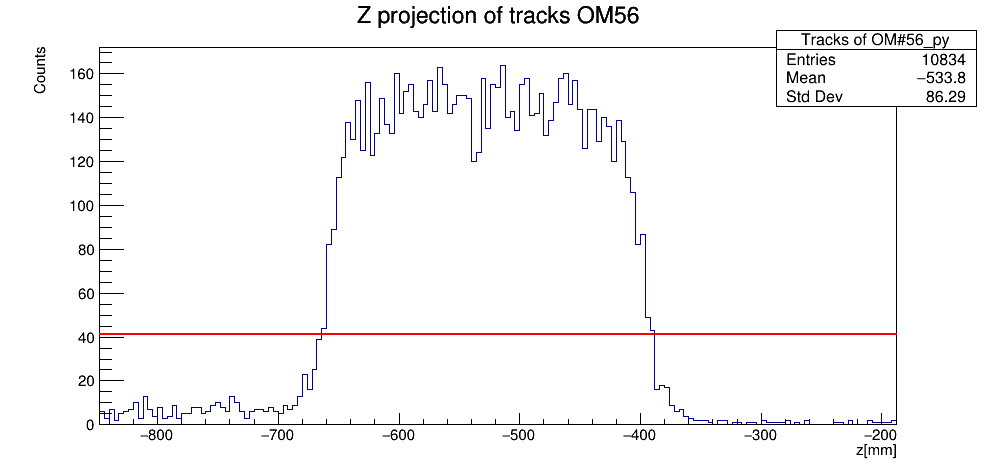 Z projection of tracks OM56
Tracks of OM#56_py
Entries 10834
Mean −533.8
Std Dev 86.29
Counts
160
140
120
100
80
60
40
20
0
−800 −700 −600 −500 −400 −300 −200
z[mm]